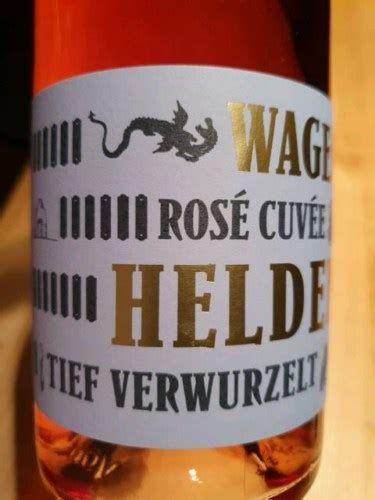 WAGE
ROSÉ CUVÉE
HELDE
TIEF VERWURZELT